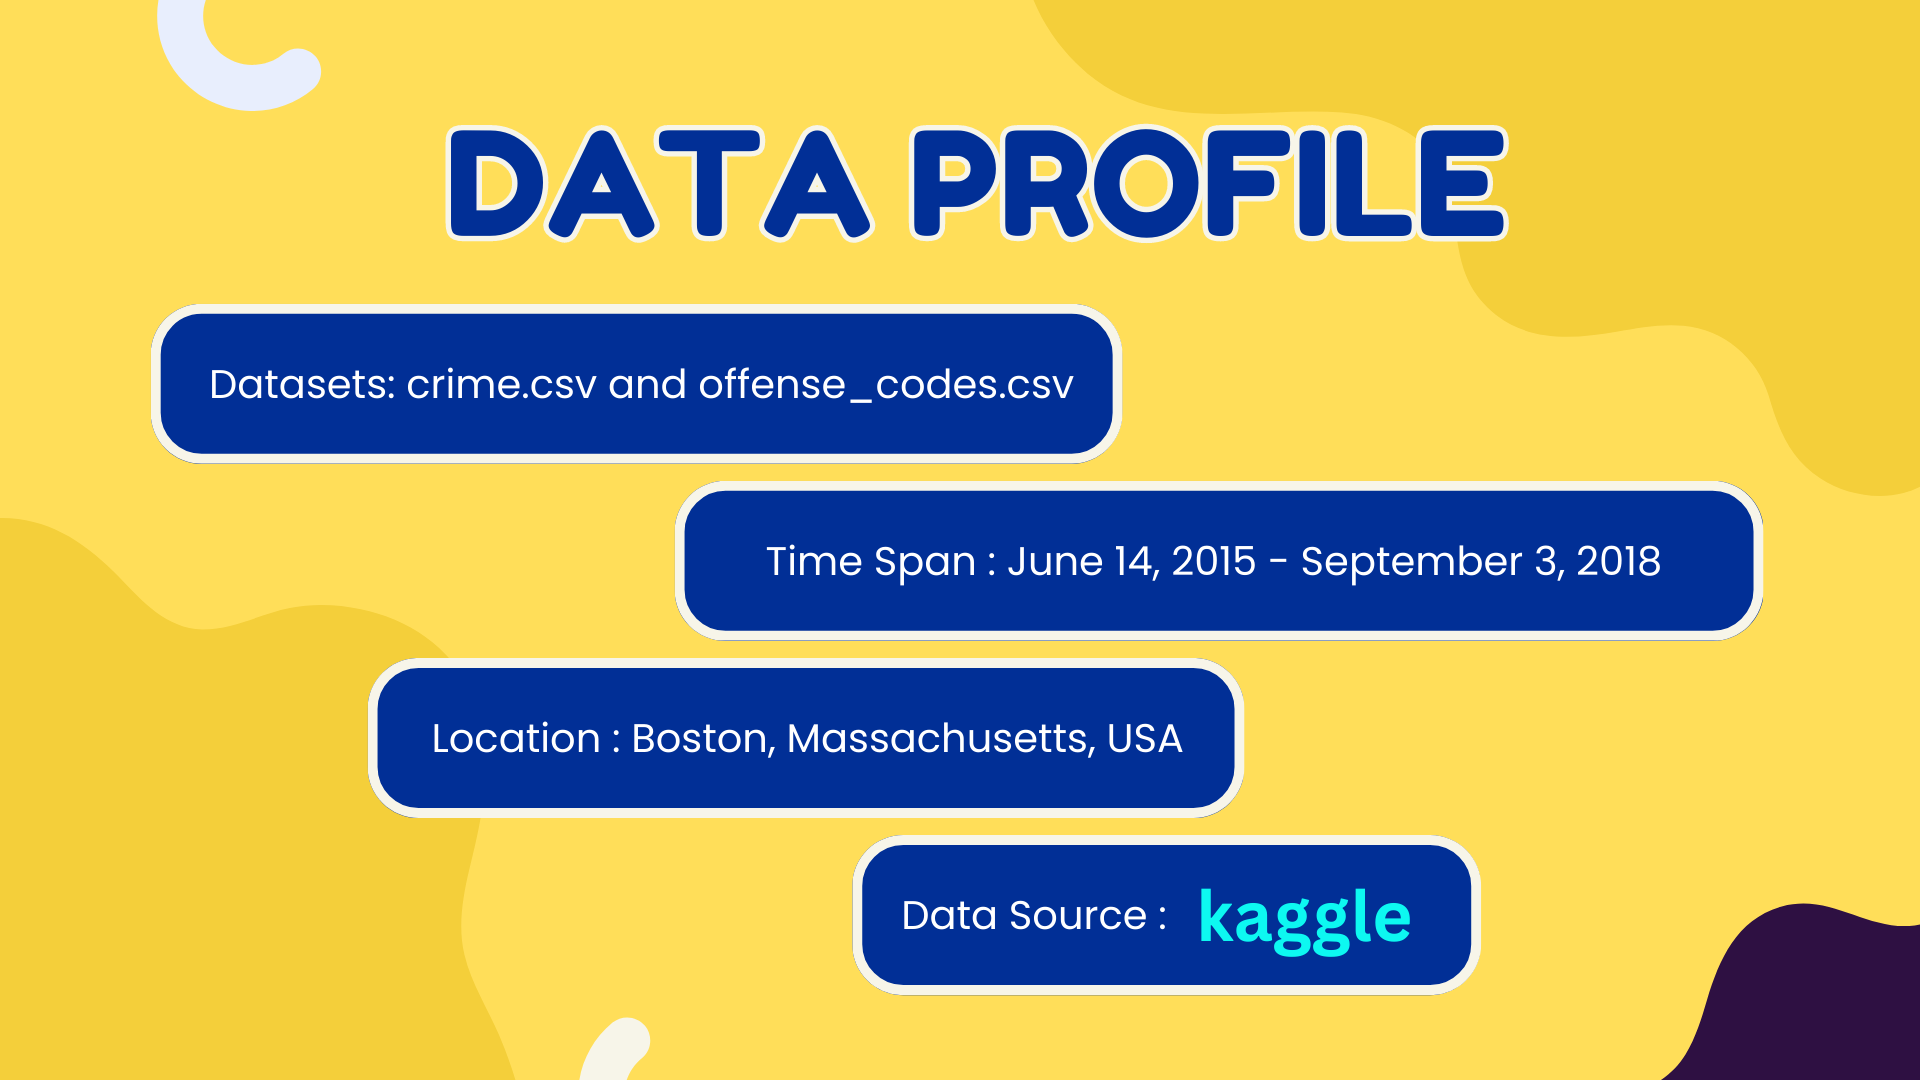 DATA PROFILE
Datasets: crime.csv and offense_codes.csv
Time Span : June 14, 2015 - September 3, 2018
Location : Boston, Massachusetts, USA
Data Source : kaggle